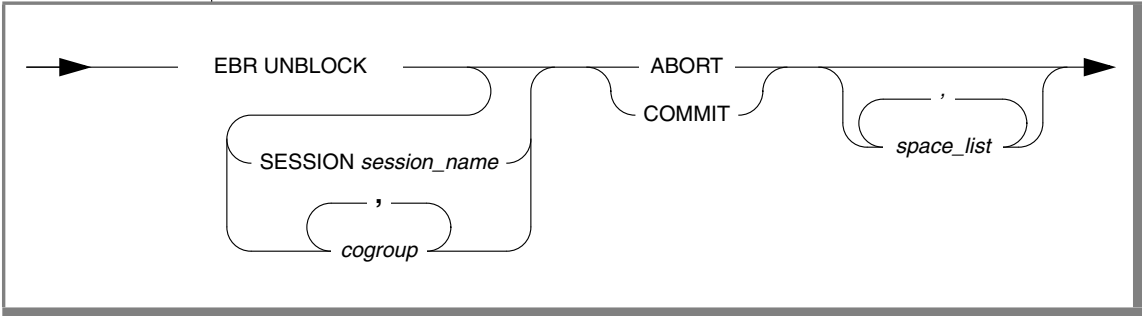 EBR UNBLOCK
ABORT
COMMIT
,
space_list
SESSION session_name
,
cogroup